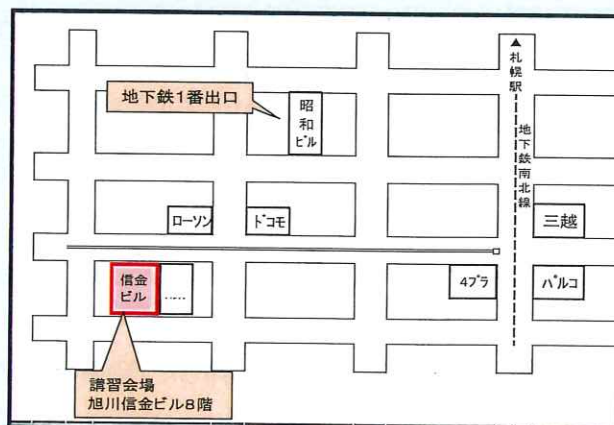 ▲札幌駅
地下鉄南北線
地下鉄1番出口
昭和ビル
ローソン
ドコモ
三越
信金
ビル
……
4プラ
パルコ
講習会場
旭川信金ビル8階